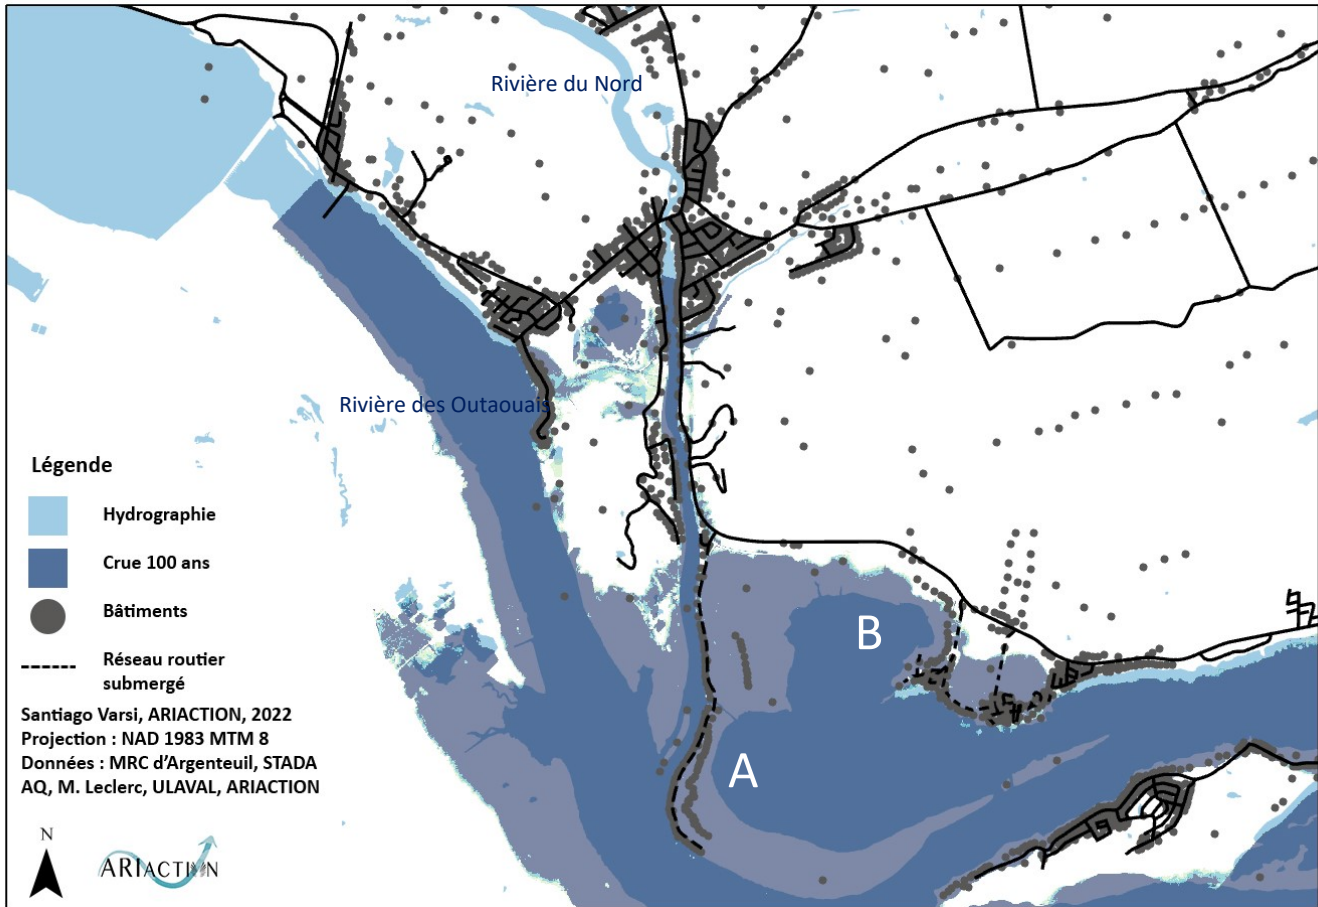 Rivière du Nord
Rivière des Outaouais
A
B
Légende
Hydrographie
Crue 100 ans
Bâtiments
Réseau routier
submergé
Santiago Varsi, ARIACTION, 2022
Projection : NAD 1983 MTM 8
Données : MRC d'Argenteuil, STADA
AQ, M. Leclerc, ULAVAL, ARIACTION
N
ARIACTION